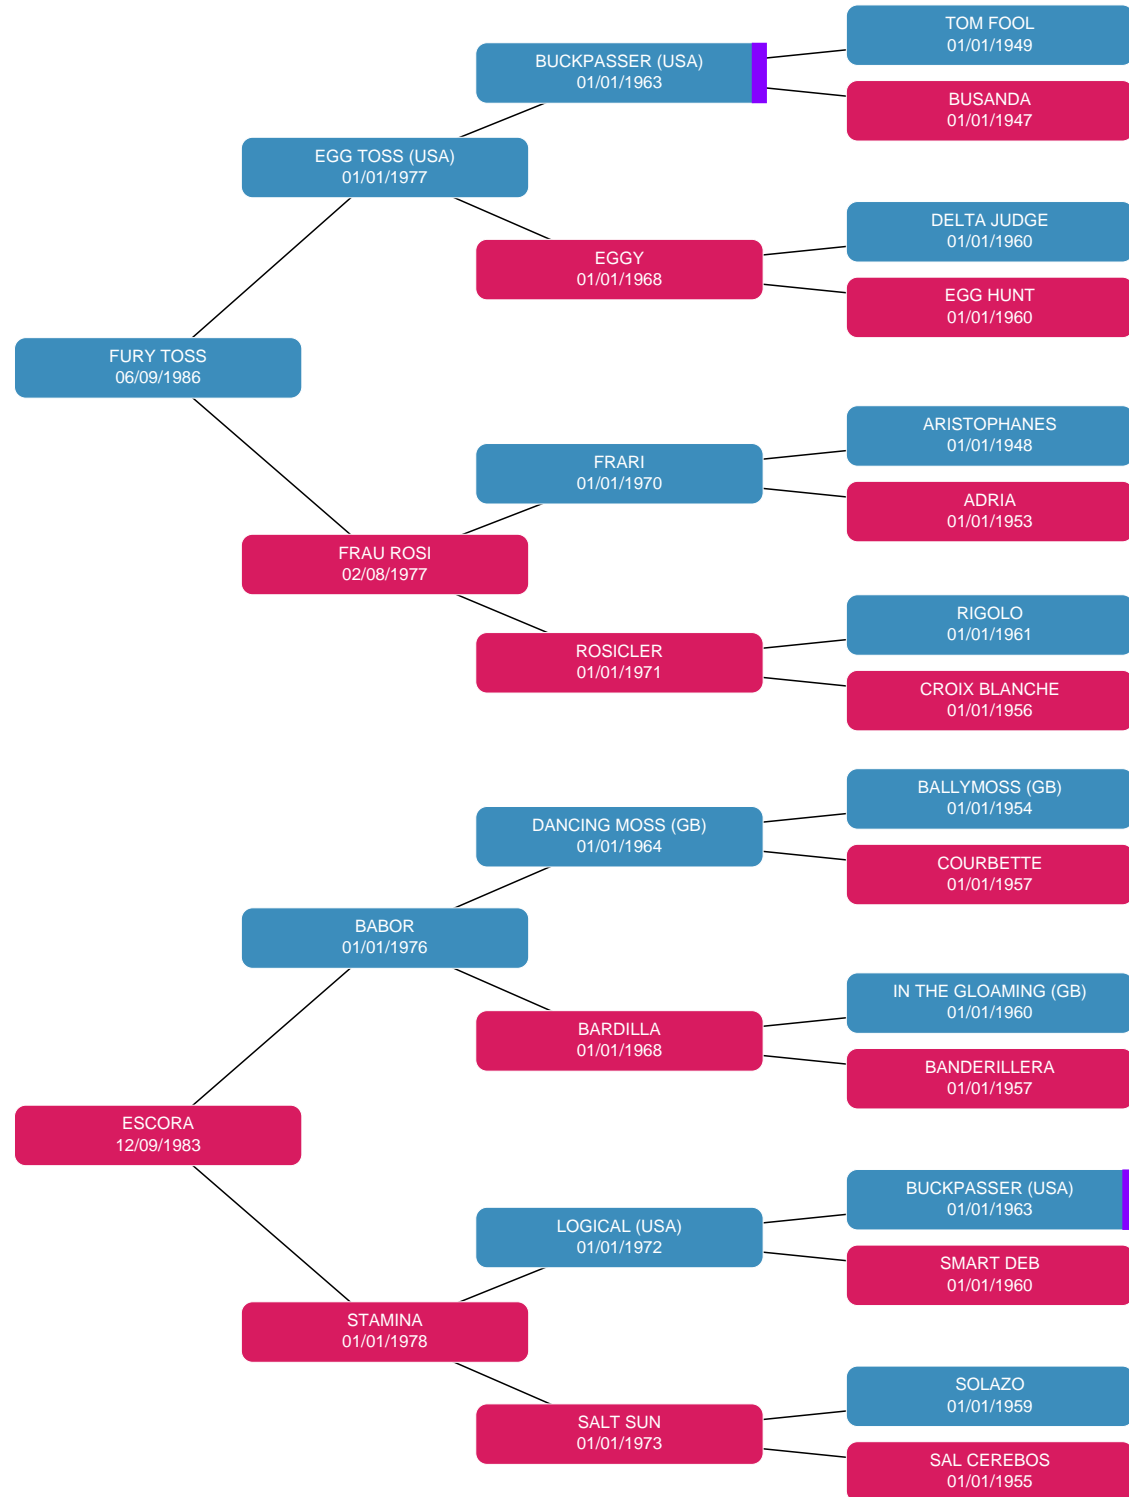 TOM FOOL
01/01/1949
BUCKPASSER (USA)
01/01/1963
BUSANDA
01/01/1947
EGG TOSS (USA)
01/01/1977
DELTA JUDGE
01/01/1960
EGGY
01/01/1968
EGG HUNT
01/01/1960
FURY TOSS
06/09/1986
ARISTOPHANES
01/01/1948
FRARI
01/01/1970
ADRIA
01/01/1953
FRAU ROSI
02/08/1977
RIGOLO
01/01/1961
ROSICLER
01/01/1971
CROIX BLANCHE
01/01/1956
BALLYMOSS (GB)
01/01/1954
DANCING MOSS (GB)
01/01/1964
COURBETTE
01/01/1957
BABOR
01/01/1976
IN THE GLOAMING (GB)
01/01/1960
BARDILLA
01/01/1968
BANDERILLERA
01/01/1957
ESCORA
12/09/1983
BUCKPASSER (USA)
01/01/1963
LOGICAL (USA)
01/01/1972
SMART DEB
01/01/1960
STAMINA
01/01/1978
SOLAZO
01/01/1959
SALT SUN
01/01/1973
SAL CEREBOS
01/01/1955